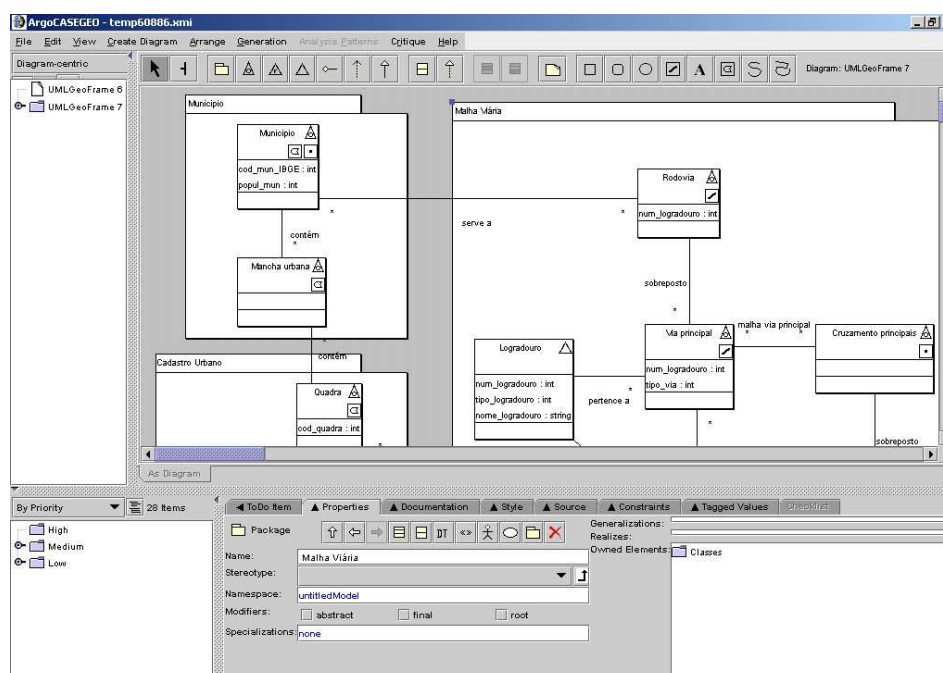 ArgoCASEGEO - temp60886.xmi
File Edit View Create Diagram Arrange Generation Analysis Patterns Critique Help
Diagram-centric
Diagram: UMLGeoFrame 7
UMLGeoFrame 6
UMLGeoFrame 7
Municipio
Malha Viária
Municipio
cod_mun_IBGE : int
popul_mun : int
Rodovia
num_logradouro : int
*
*
serve a
contém
*
Mancha urbana
sobreposto
*
Via principal
malha via principal
*
*
Cruzamento principais
num_logradouro : int
tipo_via : int
Logradouro
num_logradouro : int
tipo_logradouro : int
nome_logradouro : string
*
pertence a
*
contém
Cadastro Urbano
Quadra
cod_quadra : int
*
sobreposto
As Diagram
By Priority
28 Items
ToDo Item Properties Documentation Style Source Constraints Tagged Values Checklist
High
Medium
Low
Package
DT
Name:
Malha Viária
Stereotype:
Namespace:
untitledModel
Modifiers:
abstract final root
Specializations:
none
Generalizations:
Realizes:
Owned Elements:
Classes